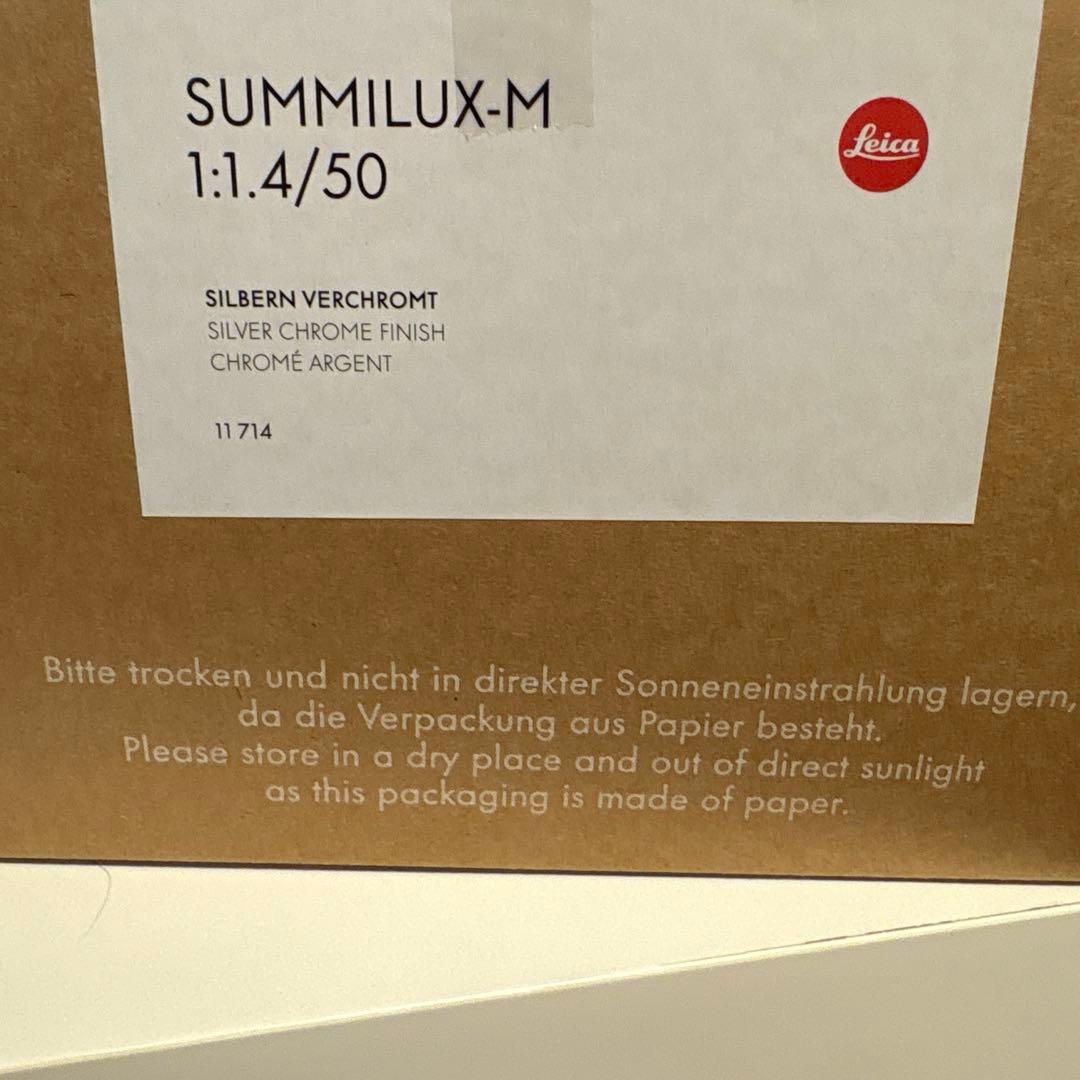 SUMMILUX-M
1:1.4/50
Leica
SILBERN VERCHROMT
SILVER CHROME FINISH
CHROMÉ ARGENT
11 714
Bitte trocken und nicht in direkter Sonneneinstrahlung lagern,
da die Verpackung aus Papier besteht.
Please store in a dry place and out of direct sunlight
as this packaging is made of paper.